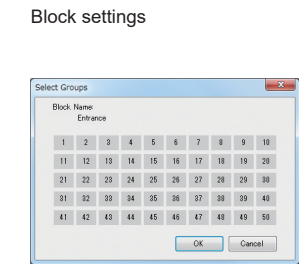 Block settings
Select Groups
Block Name:
Entrance
1 2 3 4 5 6 7 8 9 10
11 12 13 14 15 16 17 18 19 20
21 22 23 24 25 26 27 28 29 30
31 32 33 34 35 36 37 38 39 40
41 42 43 44 45 46 47 48 49 50
OK Cancel